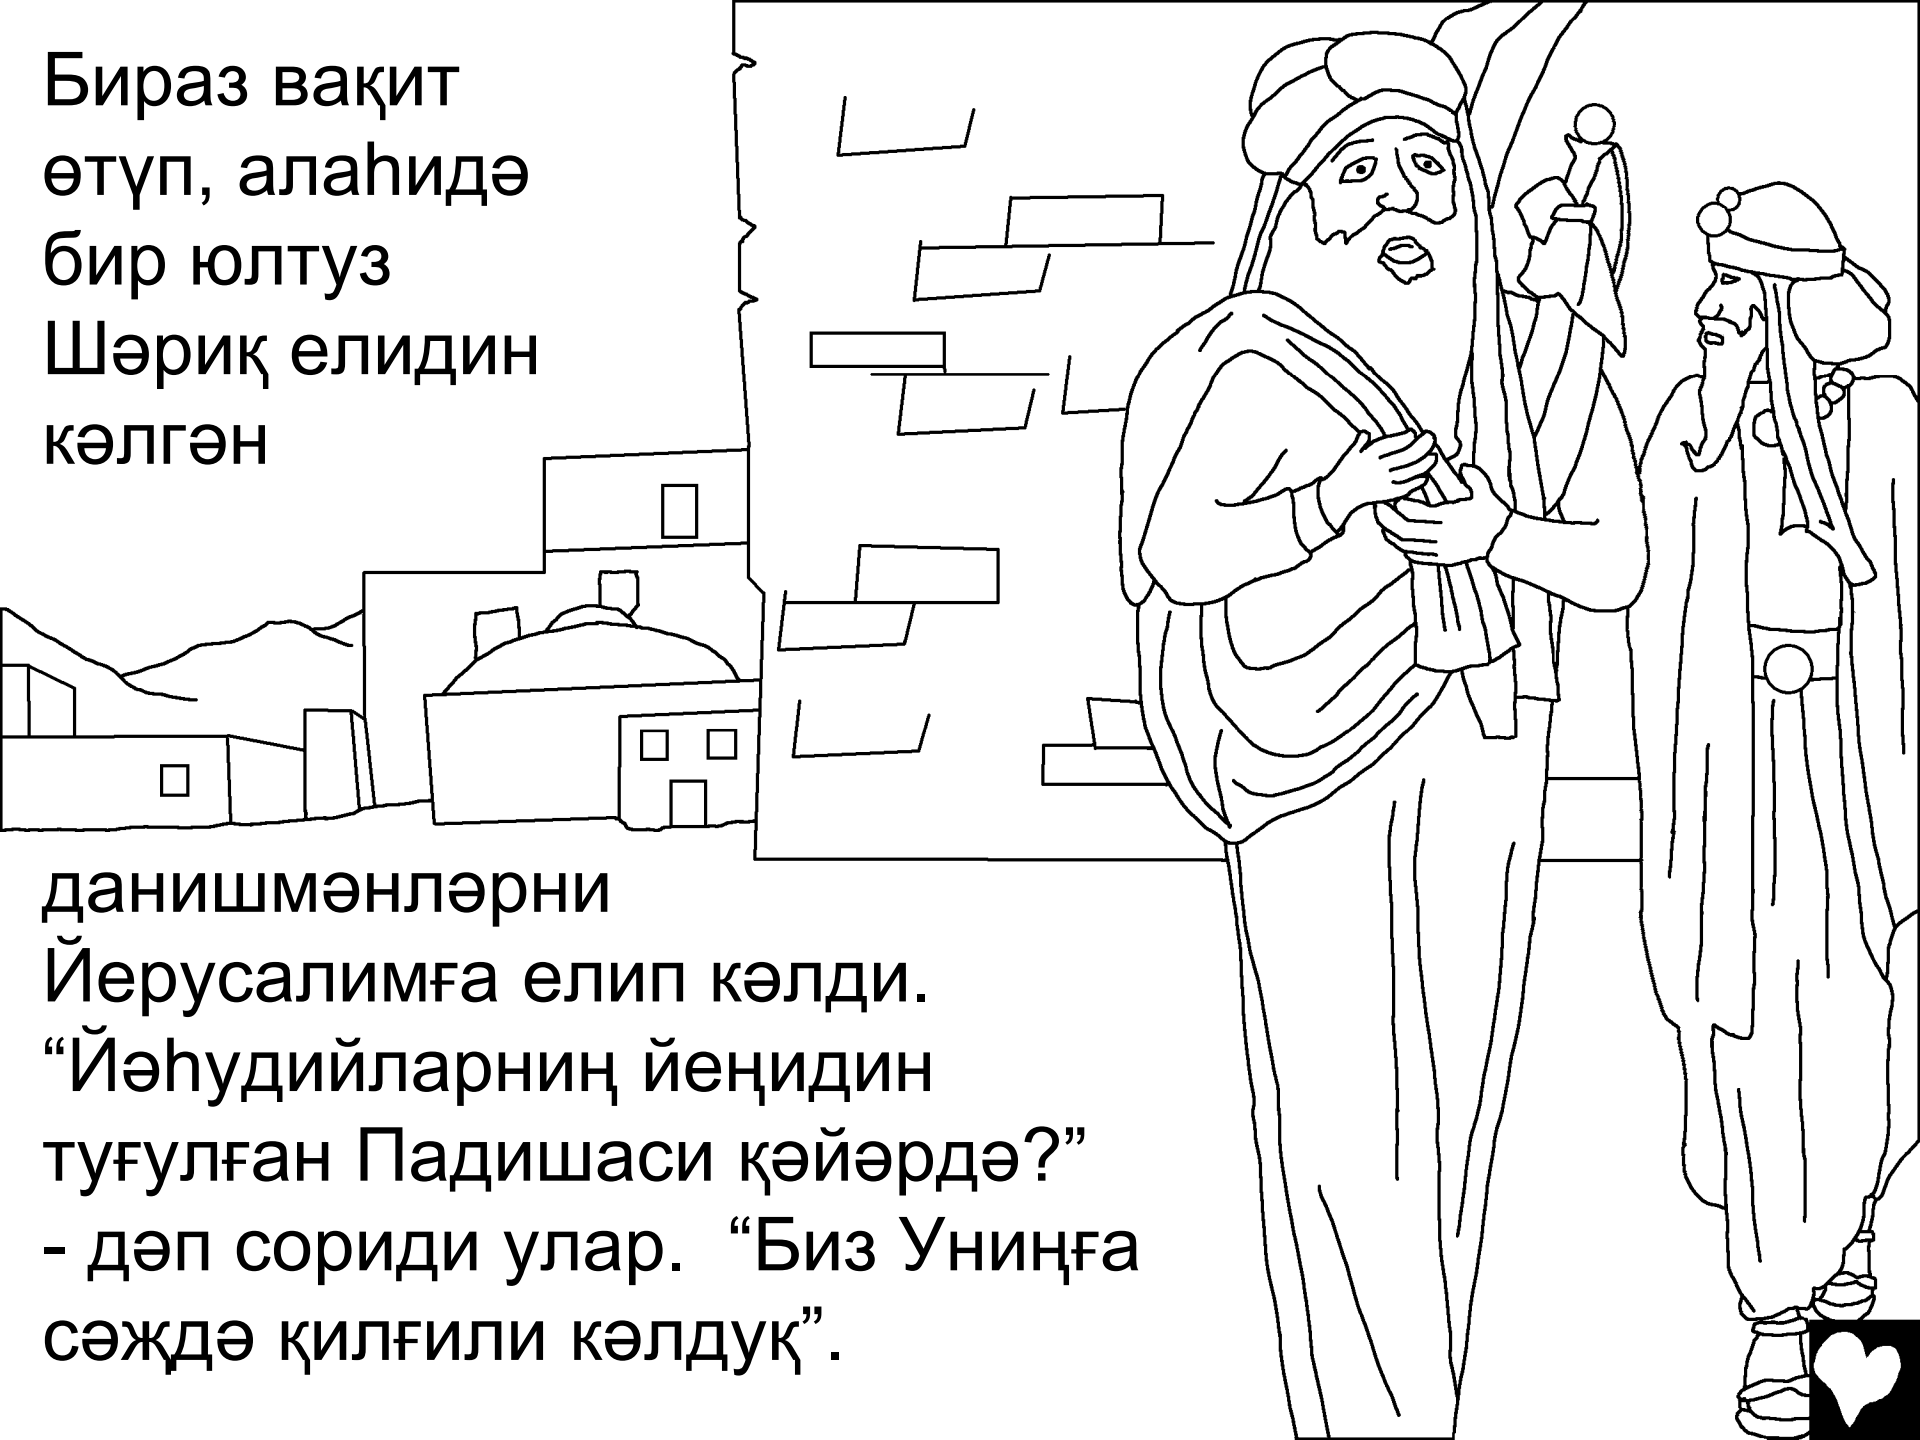 Бираз вақит
өтүп, алаһидә
бир юлтуз
Шәриқ елидин
кәлгән
данишмәнләрни
Йерусалимға елип кәлди.
“Йәһудийларниң йеңидин
туғулған Падишаси қәйәрдә?”
- дәп сориди улар.  “Биз Униңға
сәҗдә қилғили кәлдуқ”.